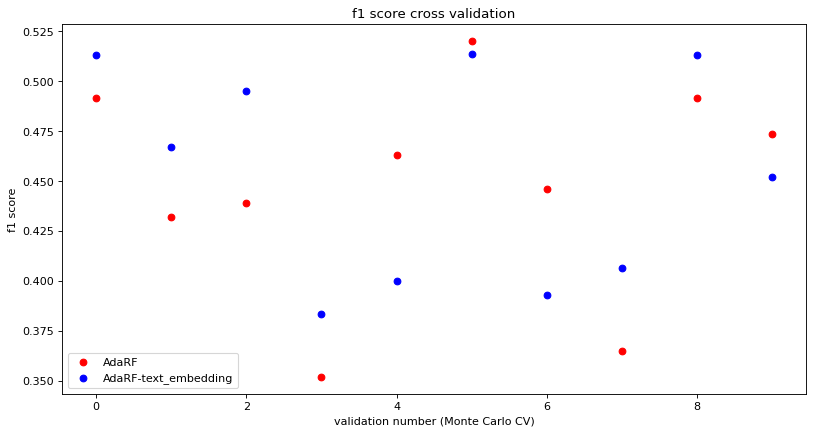 f1 score cross validation
0.525
0.500
0.475
0.450
0.425
0.400
0.375
0.350
f1 score
AdaRF
AdaRF-text_embedding
0 2 4 6 8
validation number (Monte Carlo CV)